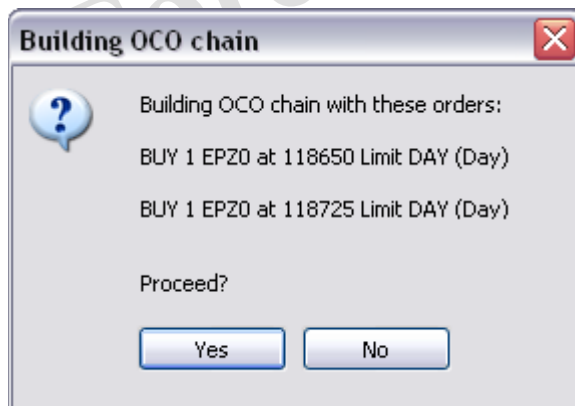 Building OCO chain
Building OCO chain with these orders:
BUY 1 EPZ0 at 118650 Limit DAY (Day)
BUY 1 EPZ0 at 118725 Limit DAY (Day)
Proceed?
Yes
No